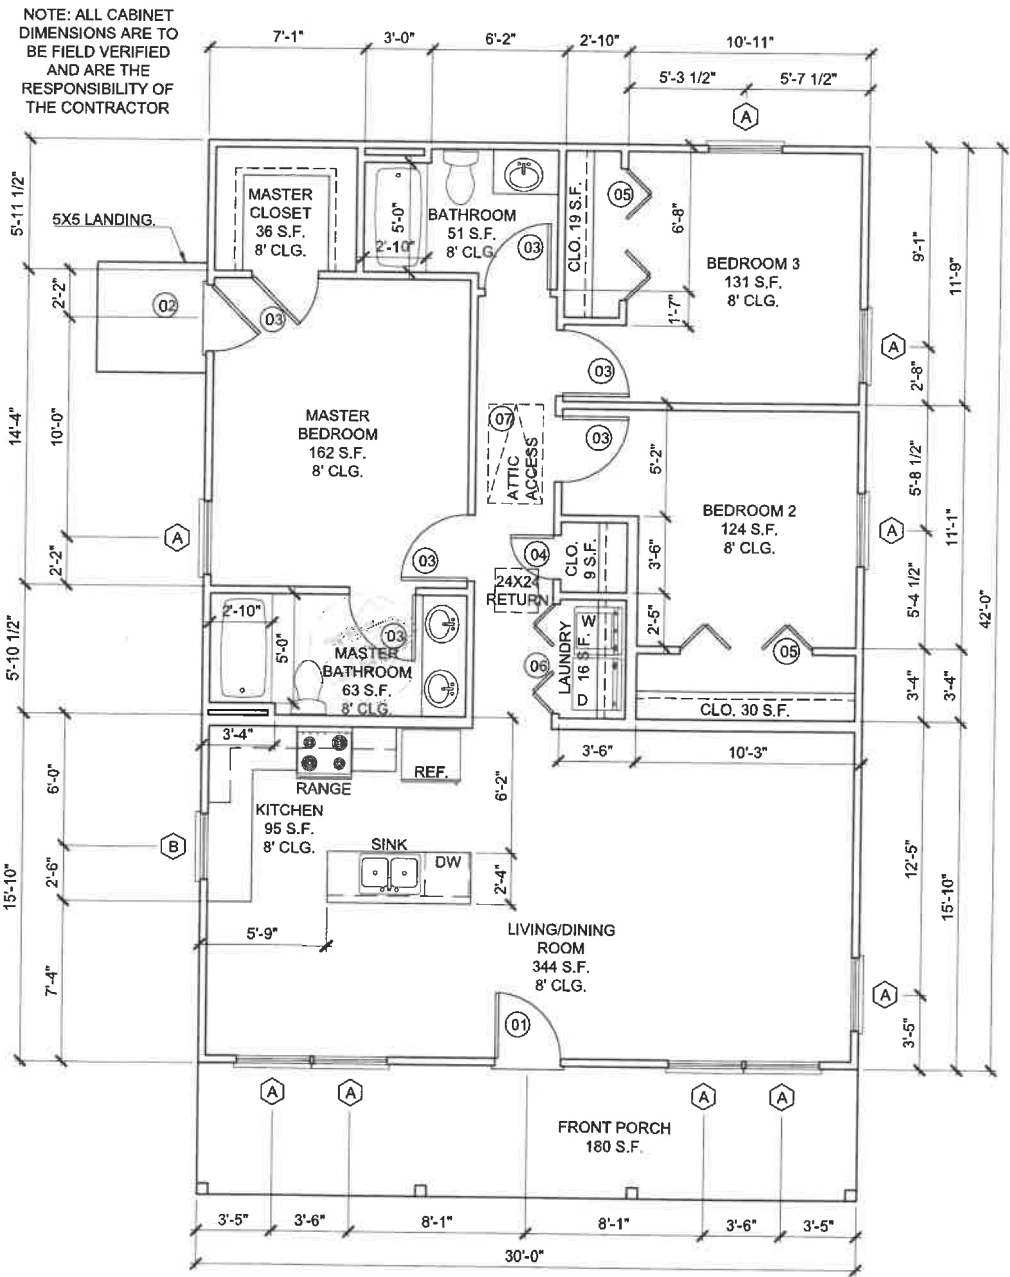 NOTE: ALL CABINET
DIMENSIONS ARE TO
BE FIELD VERIFIED
AND ARE THE
RESPONSIBILITY OF
THE CONTRACTOR
7'-1"
3'-0"
6'-2"
2'-10"
10'-11"
5'-3 1/2"
5'-7 1/2"
A
5'-11 1/2"
5X5 LANDING
02
2'-2"
14'-4"
10'-0"
A
2'-2"
5'-10 1/2"
6'-0"
B
2'-6"
15'-10"
7'-4"
MASTER
CLOSET
36 S.F.
8' CLG.
03
5'-0"
2'-10"
BATHROOM
51 S.F.
8' CLG.
03
CLO. 19 S.F.
05
6'-8"
1'-7"
BEDROOM 3
131 S.F.
8' CLG.
9'-1"
11'-9"
A
2'-8"
03
MASTER
BEDROOM
162 S.F.
8' CLG.
07
ATTIC
ACCESS
03
5'-2"
BEDROOM 2
124 S.F.
8' CLG.
5'-8 1/2"
A
11'-1"
5'-4 1/2"
42'-0"
03
04
CLO.
9 S.F.
3'-6"
24X24
RETURN
2'-5"
2'-10"
5'-0"
03
MASTER
BATHROOM
63 S.F.
8' CLG.
06
LAUNDRY
16 S.F.
W
D
05
CLO. 30 S.F.
3'-4"
3'-4"
3'-4"
RANGE
REF.
6'-2"
3'-6"
10'-3"
KITCHEN
95 S.F.
8' CLG.
SINK
DW
2'-4"
5'-9"
LIVING/DINING
ROOM
344 S.F.
8' CLG.
12'-5"
15'-10"
A
3'-5"
01
A
A
A
A
FRONT PORCH
180 S.F.
3'-5"
3'-6"
8'-1"
8'-1"
3'-6"
3'-5"
30'-0"